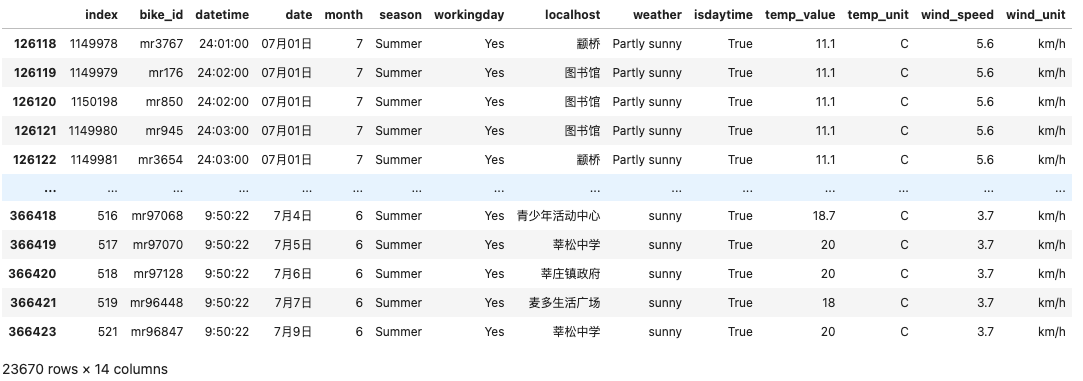 index bike_id datetime date month season workingday localhost weather isdaytime temp_value temp_unit wind_speed wind_unit
126118 1149978 mr3767 24:01:00 07月01日 7 Summer Yes 颛桥 Partly sunny True 11.1 C 5.6 km/h
126119 1149979 mr176 24:02:00 07月01日 7 Summer Yes 图书馆 Partly sunny True 11.1 C 5.6 km/h
126120 1150198 mr850 24:02:00 07月01日 7 Summer Yes 图书馆 Partly sunny True 11.1 C 5.6 km/h
126121 1149980 mr945 24:03:00 07月01日 7 Summer Yes 图书馆 Partly sunny True 11.1 C 5.6 km/h
126122 1149981 mr3654 24:03:00 07月01日 7 Summer Yes 颛桥 Partly sunny True 11.1 C 5.6 km/h
... ... ... ... ... ... ... ... ... ... ... ... ... ... ...
366418 516 mr97068 9:50:22 7月4日 6 Summer Yes 青少年活动中心 sunny True 18.7 C 3.7 km/h
366419 517 mr97070 9:50:22 7月5日 6 Summer Yes 莘松中学 sunny True 20 C 3.7 km/h
366420 518 mr97128 9:50:22 7月6日 6 Summer Yes 莘庄镇政府 sunny True 20 C 3.7 km/h
366421 519 mr96448 9:50:22 7月7日 6 Summer Yes 麦多生活广场 sunny True 18 C 3.7 km/h
366423 521 mr96847 9:50:22 7月9日 6 Summer Yes 莘松中学 sunny True 20 C 3.7 km/h
23670 rows × 14 columns